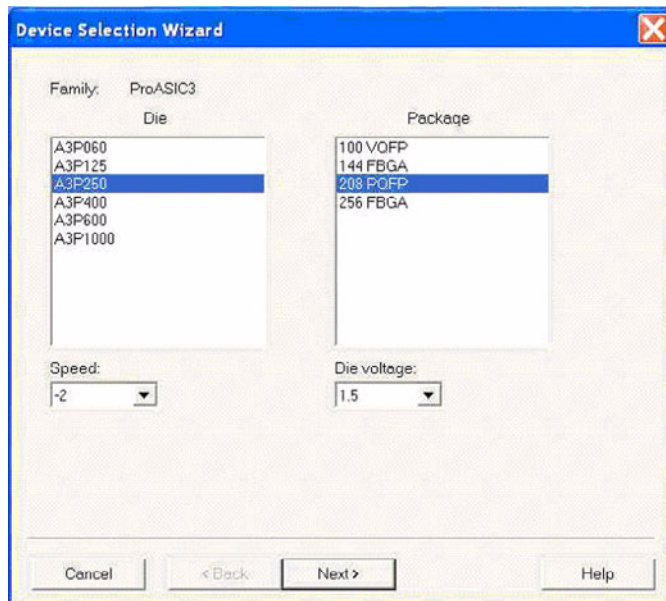 Device Selection Wizard
Family: ProASIC3
Die
Package
A3P060
A3P125
A3P250
A3P400
A3P600
A3P1000
100 VQFP
144 FBGA
208 PQFP
256 FBGA
Speed:
-2
Die voltage:
1.5
Cancel
< Back
Next >
Help